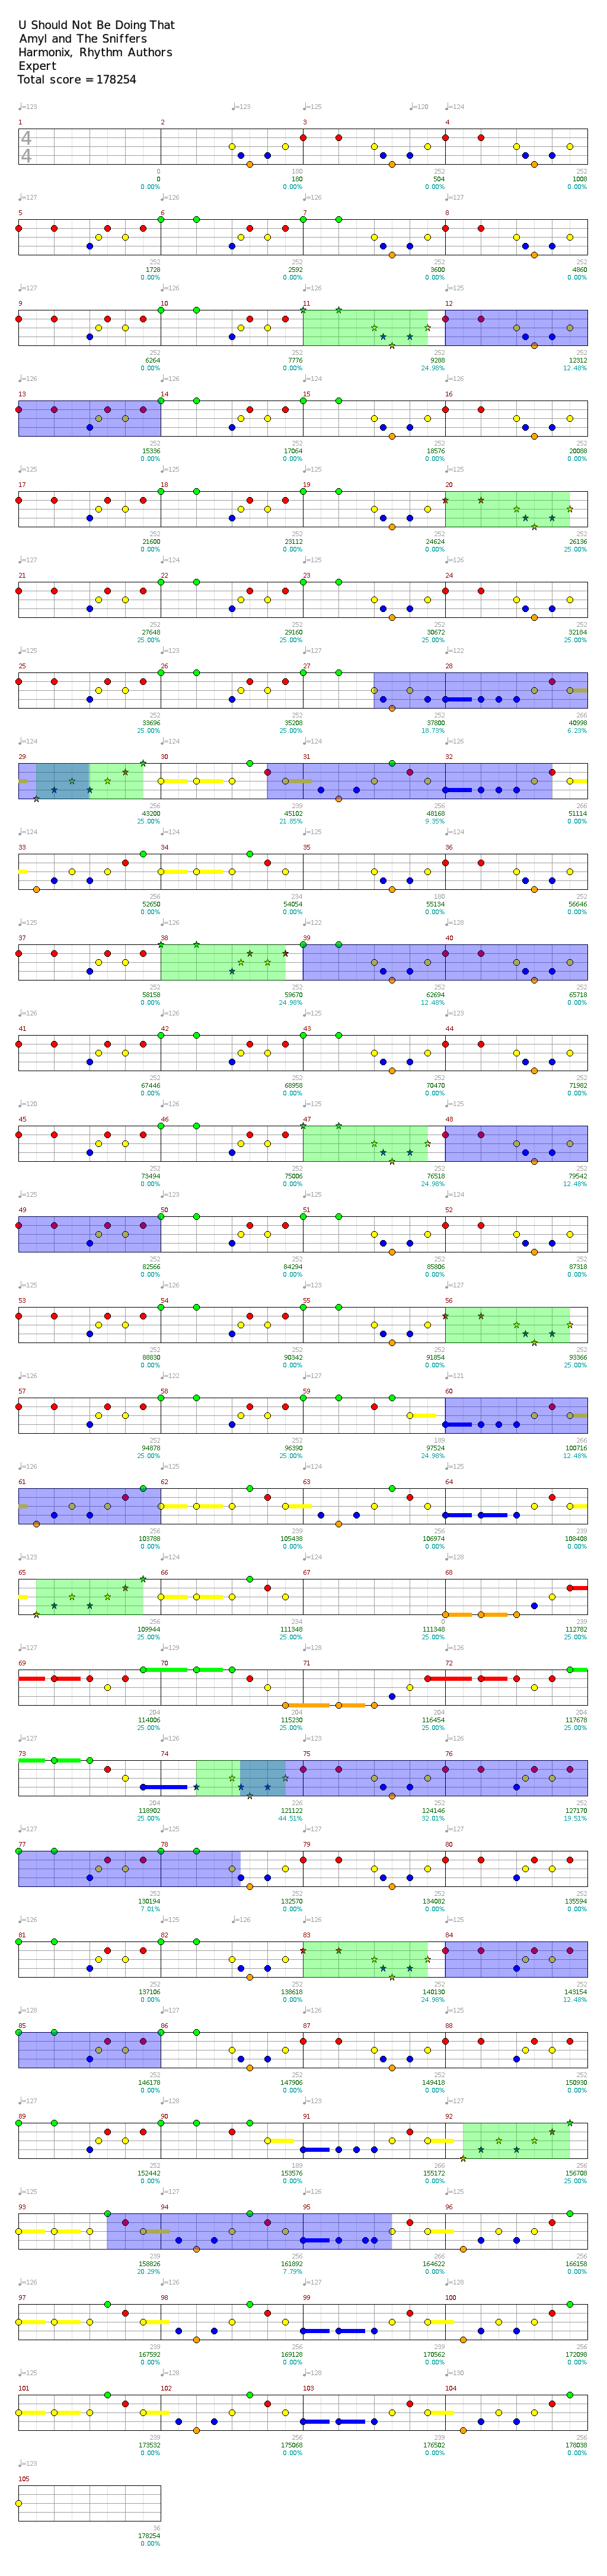 U Should Not Be Doing That
Amyl and The Sniffers
Harmonix, Rhythm Authors
Expert
Total score = 178254
♩=123 ♩=123 ♩=125 ♩=120 ♩=124
1 2 3 4
4
4
0 180 252 252
0 180 504 1008
0.00% 0.00% 0.00% 0.00%
♩=127 ♩=126 ♩=126 ♩=127
5 6 7 8
252 252 252 252
1728 2592 3600 4860
0.00% 0.00% 0.00% 0.00%
♩=127 ♩=126 ♩=126 ♩=126
9 10 11 12
252 252 252 252
6264 7776 9288 12312
0.00% 0.00% 24.98% 12.48%
♩=126 ♩=126 ♩=124 ♩=126
13 14 15 16
252 252 252 252
15336 17064 18576 20088
0.00% 0.00% 0.00% 0.00%
♩=125 ♩=125 ♩=125
17 18 19 20
252 252 252 252
21600 23112 24624 26136
0.00% 0.00% 0.00% 25.00%
♩=127 ♩=124
21 22 23 24
252 252 252 252
27648 29160 30672 32184
25.00% 25.00% 25.00% 25.00%
♩=125 ♩=123 ♩=122
25 26 27 28
252 252 252 266
33696 35208 37800 40998
25.00% 25.00% 18.73% 6.23%
♩=124
29 30 31 32
256 239 256 266
43200 45102 48168 51114
25.00% 21.85% 9.35% 0.00%
♩=124 ♩=124
33 34 35 36
256 234 180 252
52650 54054 55134 56646
0.00% 0.00% 0.00% 0.00%
♩=125 ♩=126 ♩=122 ♩=128
37 38 39 40
252 252 252 252
58158 59670 62694 65718
0.00% 24.98% 12.48% 0.00%
♩=126 ♩=126 ♩=125 ♩=123
41 42 43 44
252 252 252 252
67446 68958 70470 71982
0.00% 0.00% 0.00% 0.00%
♩=120 ♩=126 ♩=125
45 46 47 48
252 252 252 252
73494 75006 76518 79542
0.00% 0.00% 24.98% 12.48%
♩=125 ♩=123 ♩=124
49 50 51 52
252 252 252 252
82566 84294 85806 87318
0.00% 0.00% 0.00% 0.00%
♩=125 ♩=126 ♩=123 ♩=127
53 54 55 56
252 252 252 252
88830 90342 91854 93366
0.00% 0.00% 0.00% 25.00%
♩=126 ♩=122 ♩=127 ♩=121
57 58 59 60
252 252 189 266
94878 96390 97524 100716
25.00% 25.00% 24.98% 12.48%
♩=126 ♩=125 ♩=124 ♩=125
61 62 63 64
256 239 256 239
103788 105438 106974 108408
0.00% 0.00% 0.00% 0.00%
♩=123 ♩=128
65 66 67 68
256 234 0 239
109944 111348 111348 112782
25.00% 25.00% 25.00% 25.00%
♩=127 ♩=129 ♩=128 ♩=127
69 70 71 72
204 204 204 204
114006 115230 116454 117678
25.00% 25.00% 25.00% 25.00%
♩=127 ♩=123 ♩=126
73 74 75 76
204 226 252 252
118902 121122 124146 127170
25.00% 44.51% 32.01% 19.51%
♩=127 ♩=127 ♩=127
77 78 79 80
252 252 252 252
130194 132570 134082 135594
7.01% 0.00% 0.00% 0.00%
♩=126 ♩=125 ♩=126 ♩=127 ♩=125
81 82 83 84
252 252 252 252
137106 138618 140130 143154
0.00% 0.00% 24.98% 12.48%
♩=128 ♩=127 ♩=126 ♩=125
85 86 87 88
252 252 252 252
146178 147906 149418 150930
0.00% 0.00% 0.00% 0.00%
♩=127 ♩=128 ♩=123 ♩=127
89 90 91 92
252 189 266 256
152442 153576 155172 156708
0.00% 0.00% 0.00% 25.00%
♩=125 ♩=127 ♩=125
93 94 95 96
239 256 266 256
158826 161892 164622 166158
20.29% 7.79% 0.00% 0.00%
♩=126 ♩=126 ♩=127 ♩=128
97 98 99 100
239 256 239 256
167592 169128 170562 172098
0.00% 0.00% 0.00% 0.00%
♩=125 ♩=128 ♩=128 ♩=130
101 102 103 104
239 256 239 256
173532 175068 176502 178038
0.00% 0.00% 0.00% 0.00%
♩=123
105
36
178254
0.00%